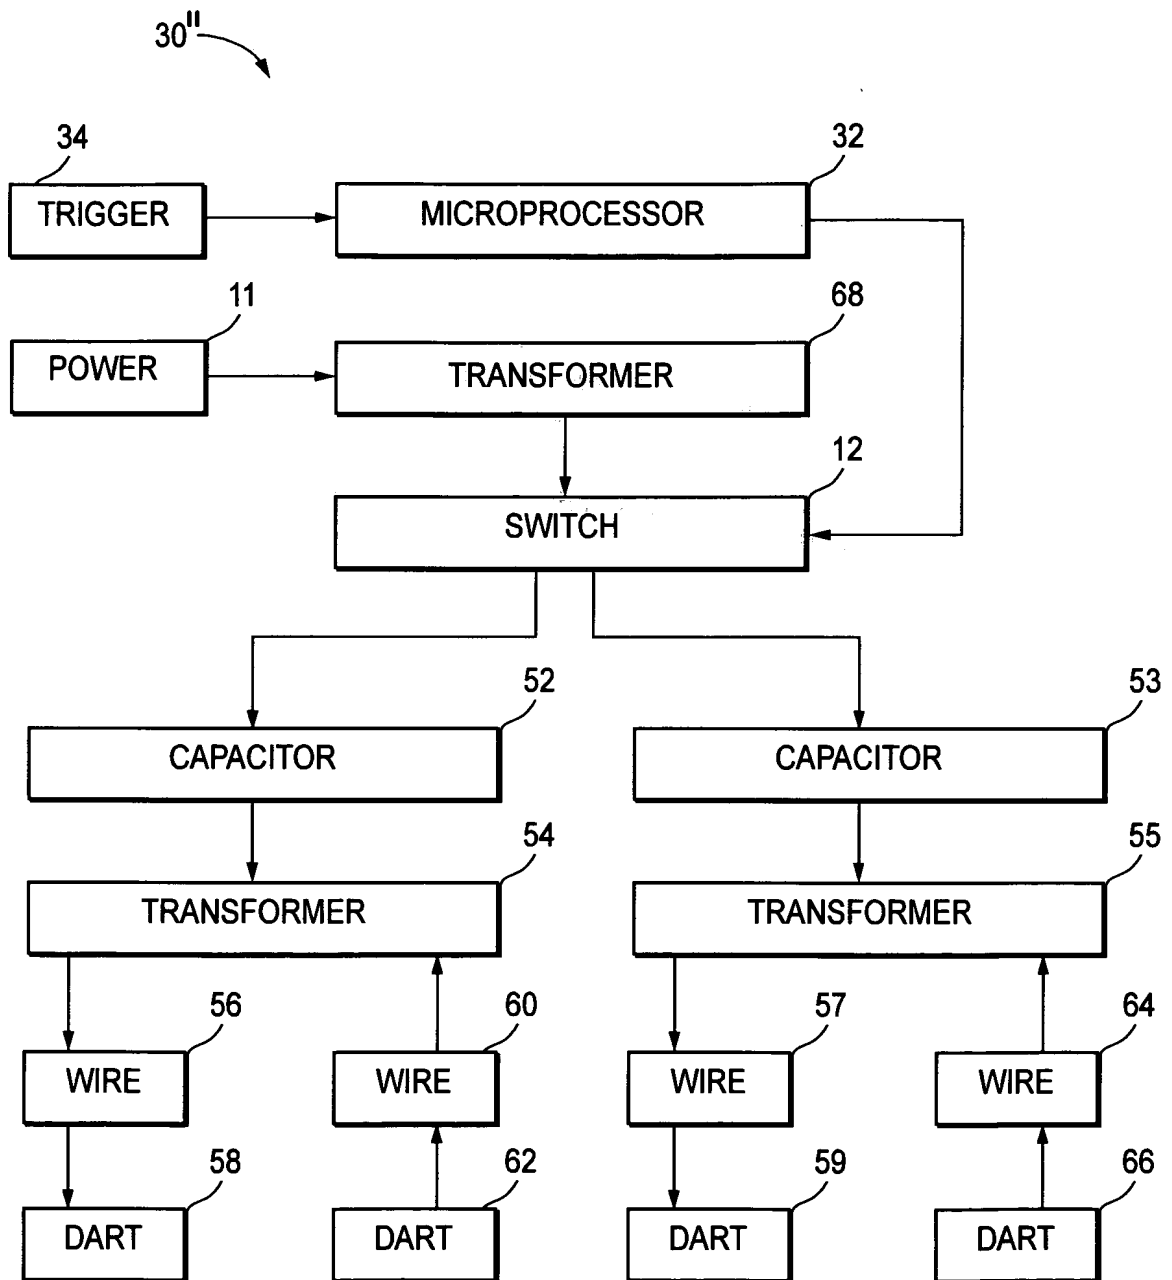 30"
34
32
TRIGGER
MICROPROCESSOR
11
68
POWER
TRANSFORMER
12
SWITCH
52
53
CAPACITOR
CAPACITOR
54
55
TRANSFORMER
TRANSFORMER
56
60
57
64
WIRE
WIRE
WIRE
WIRE
58
62
59
66
DART
DART
DART
DART